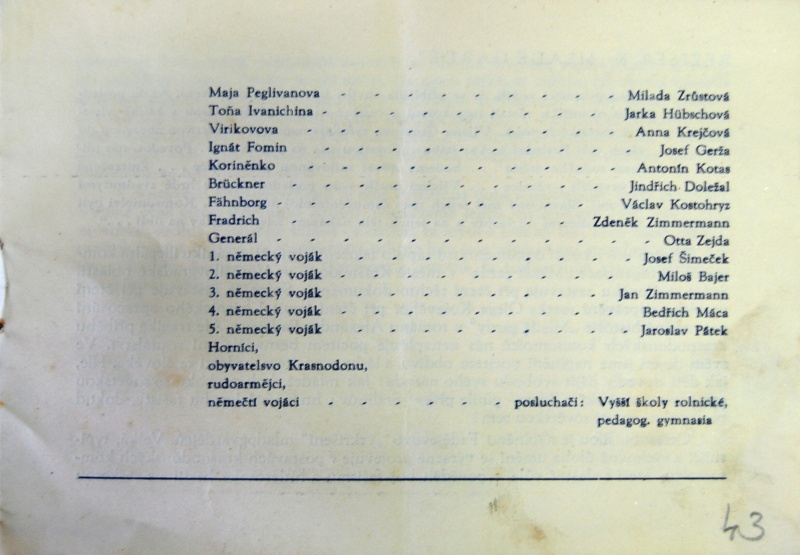 Maja Peglivanova - - - - - - - - - Milada Zrůstová
Toňa Ivanichina - - - - - - - - - Jarka Hübschová
Virikovova - - - - - - - - - - Anna Krejčová
Ignát Fomin - - - - - - - - - - Josef Gerža
Koriněnko - - - - - - - - - - Antonín Kotas
Brückner - - - - - - - - - - Jindřich Doležal
Fähnborg - - - - - - - - - - Václav Kostohryz
Fradrich - - - - - - - - - - Zdeněk Zimmermann
Generál - - - - - - - - - - - - Otta Zejda
1. německý voják - - - - - - - - - Josef Šimeček
2. německý voják - - - - - - - - - Miloš Bajer
3. německý voják - - - - - - - - - Jan Zimmermann
4. německý voják - - - - - - - - - Bedřich Máca
5. německý voják - - - - - - - - - Jaroslav Pátek
Horníci,
obyvatelsvo Krasnodonu,
rudoarmějci,
němečtí vojáci - - - - - - posluchači: Vyšší školy rolnické,
pedagog. gymnasia
43